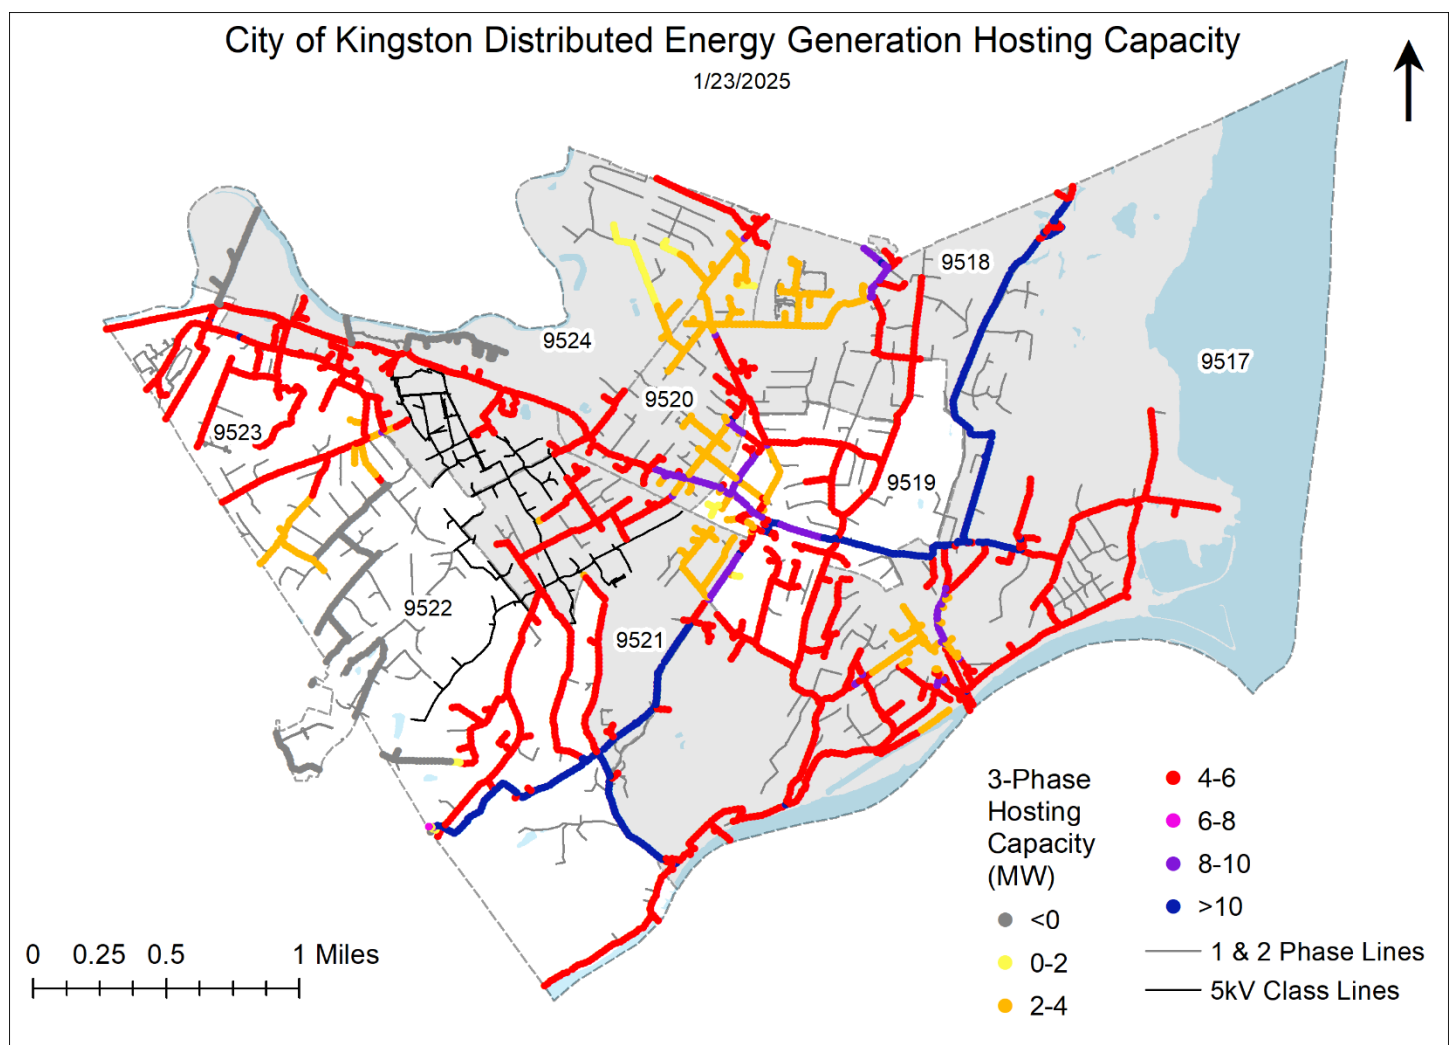 City of Kingston Distributed Energy Generation Hosting Capacity
1/23/2025
9518
9524
9517
9520
9523
9519
9522
9521
3-Phase
Hosting
Capacity
(MW)
<0
0-2
2-4
4-6
6-8
8-10
>10
1 & 2 Phase Lines
5kV Class Lines
0 0.25 0.5 1 Miles